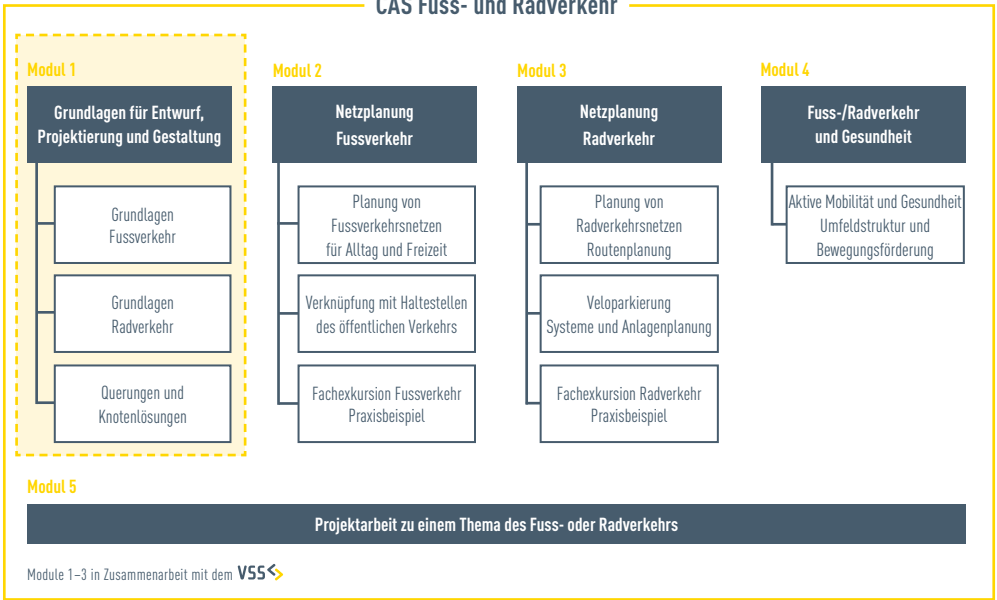 CAS Fuss- und Radverkehr
Modul 1
Grundlagen für Entwurf,
Projektierung und Gestaltung
Grundlagen
Fussverkehr
Grundlagen
Radverkehr
Querungen und
Knotenlösungen
Modul 2
Netzplanung
Fussverkehr
Planung von
Fussverkehrsnetzen
für Alltag und Freizeit
Verknüpfung mit Haltestellen
des öffentlichen Verkehrs
Fachexkursion Fussverkehr
Praxisbeispiel
Modul 3
Netzplanung
Radverkehr
Planung von
Radverkehrsnetzen
Routenplanung
Veloparkierung
Systeme und Anlagenplanung
Fachexkursion Radverkehr
Praxisbeispiel
Modul 4
Fuss-/Radverkehr
und Gesundheit
Aktive Mobilität und Gesundheit
Umfeldstruktur und
Bewegungsförderung
Modul 5
Projektarbeit zu einem Thema des Fuss- oder Radverkehrs
Module 1–3 in Zusammenarbeit mit dem VSS